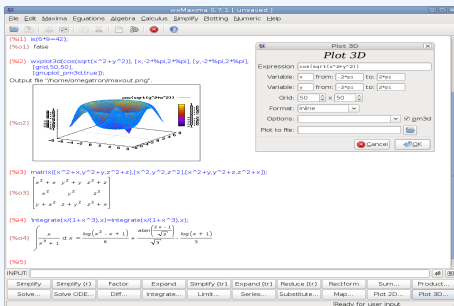 wxMaxima 0.7.1 [ unsaved ]
File Edit Maxima Equations Algebra Calculus Simplify Plotting Numeric Help
(%i1) is(6*9=42);
(%o1) false
(%i2) wxplot3d(cos(sqrt(x^2+y^2)), [x,-2*%pi,2*%pi], [y,-2*%pi,2*%pi],
[grid,50,50],
[gnuplot_pm3d,true]);
Output file "/home/omegatron/maxout.png".
cos(sqrt(y^2+x^2))
(%o2)
(%i3) matrix([x^2+x,y^2+y,z^2+z],[x^2,y^2,z^2],[x^2+y,y^2+z,z^2+x]);
(%o3)
(%i4) 'integrate(x/(1+x^3),x)=integrate(x/(1+x^3),x);
(%o4)
(%i5)
Plot 3D
Plot 3D
Expression cos(sqrt(x^2+y^2))
Variable: x from: -2*%pi to: 2*%pi
Variable: y from: -2*%pi to: 2*%pi
Grid: 50 x 50
Format: inline
Options: pm3d
Plot to file:
Cancel OK
INPUT:
Simplify Simplify (r) Factor Expand Simplify (tr) Expand (tr) Reduce (tr) Rectform Sum... Product...
Solve... Solve ODE... Diff... Integrate... Limit... Series... Substitute... Map... Plot 2D... Plot 3D...
Ready for user input